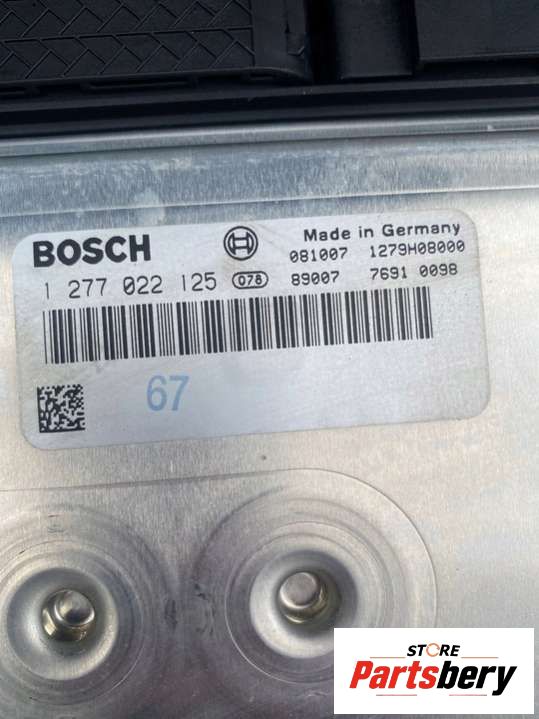 BOSCH
Made in Germany
081007 1279H08000
1 277 022 125 078 89007 7691 0098
67
STORE
Partsbery